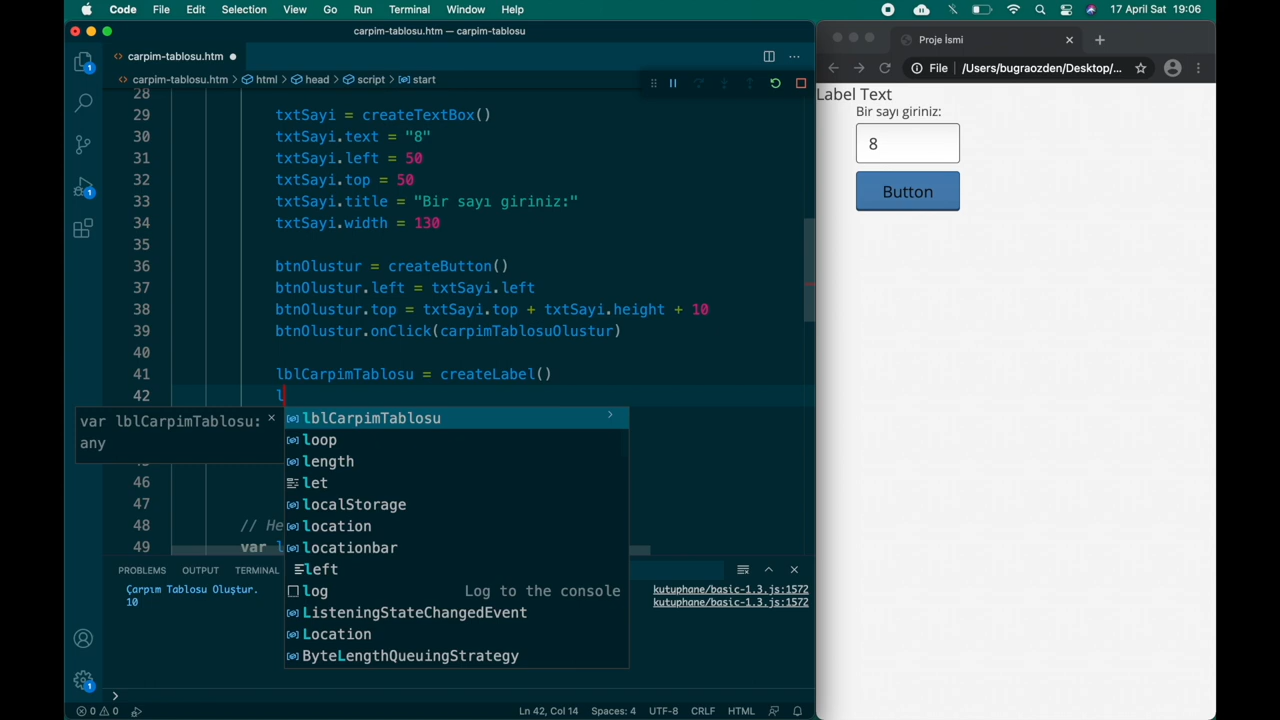 Code File Edit Selection View Go Run Terminal Window Help 17 April Sat 19:06
carpim-tablosu.htm — carpim-tablosu
carpim-tablosu.htm
carpim-tablosu.htm > html > head > script > start
28
29 txtSayi = createTextBox()
30 txtSayi.text = "8"
31 txtSayi.left = 50
32 txtSayi.top = 50
33 txtSayi.title = "Bir sayı giriniz:"
34 txtSayi.width = 130
35
36 btnOlustur = createButton()
37 btnOlustur.left = txtSayi.left
38 btnOlustur.top = txtSayi.top + txtSayi.height + 10
39 btnOlustur.onClick(carpimTablosuOlustur)
40
41 lblCarpimTablosu = createLabel()
42 l
var lblCarpimTablosu:
any
lblCarpimTablosu
loop
length
let
localStorage
location
locationbar
left
log Log to the console
ListeningStateChangedEvent
Location
ByteLengthQueuingStrategy
46
47
48 // He
49 var l
PROBLEMS OUTPUT TERMINAL
Çarpım Tablosu Oluştur. kutuphane/basic-1.3.js:1572
10 kutuphane/basic-1.3.js:1572
0 0 Ln 42, Col 14 Spaces: 4 UTF-8 CRLF HTML
1
1
1
Proje İsmi
File /Users/bugraozden/Desktop/...
Label Text
Bir sayı giriniz:
8
Button